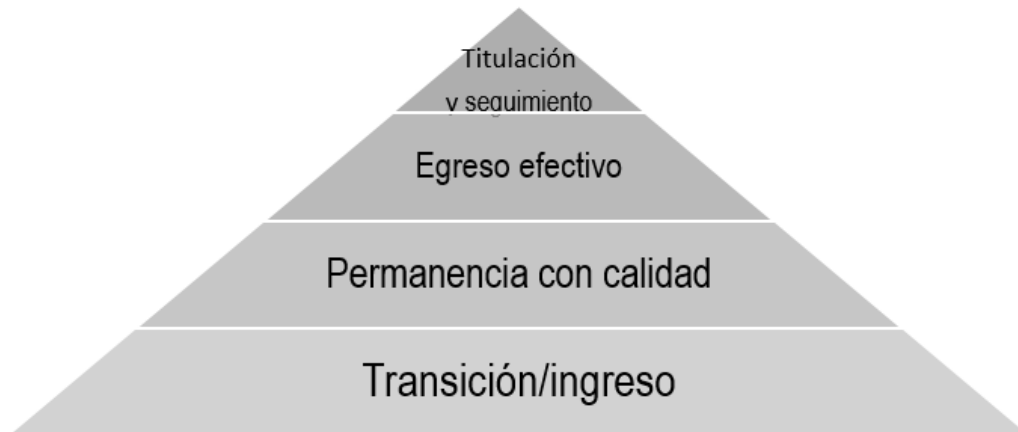 Titulación
y seguimiento
Egreso efectivo
Permanencia con calidad
Transición/ingreso